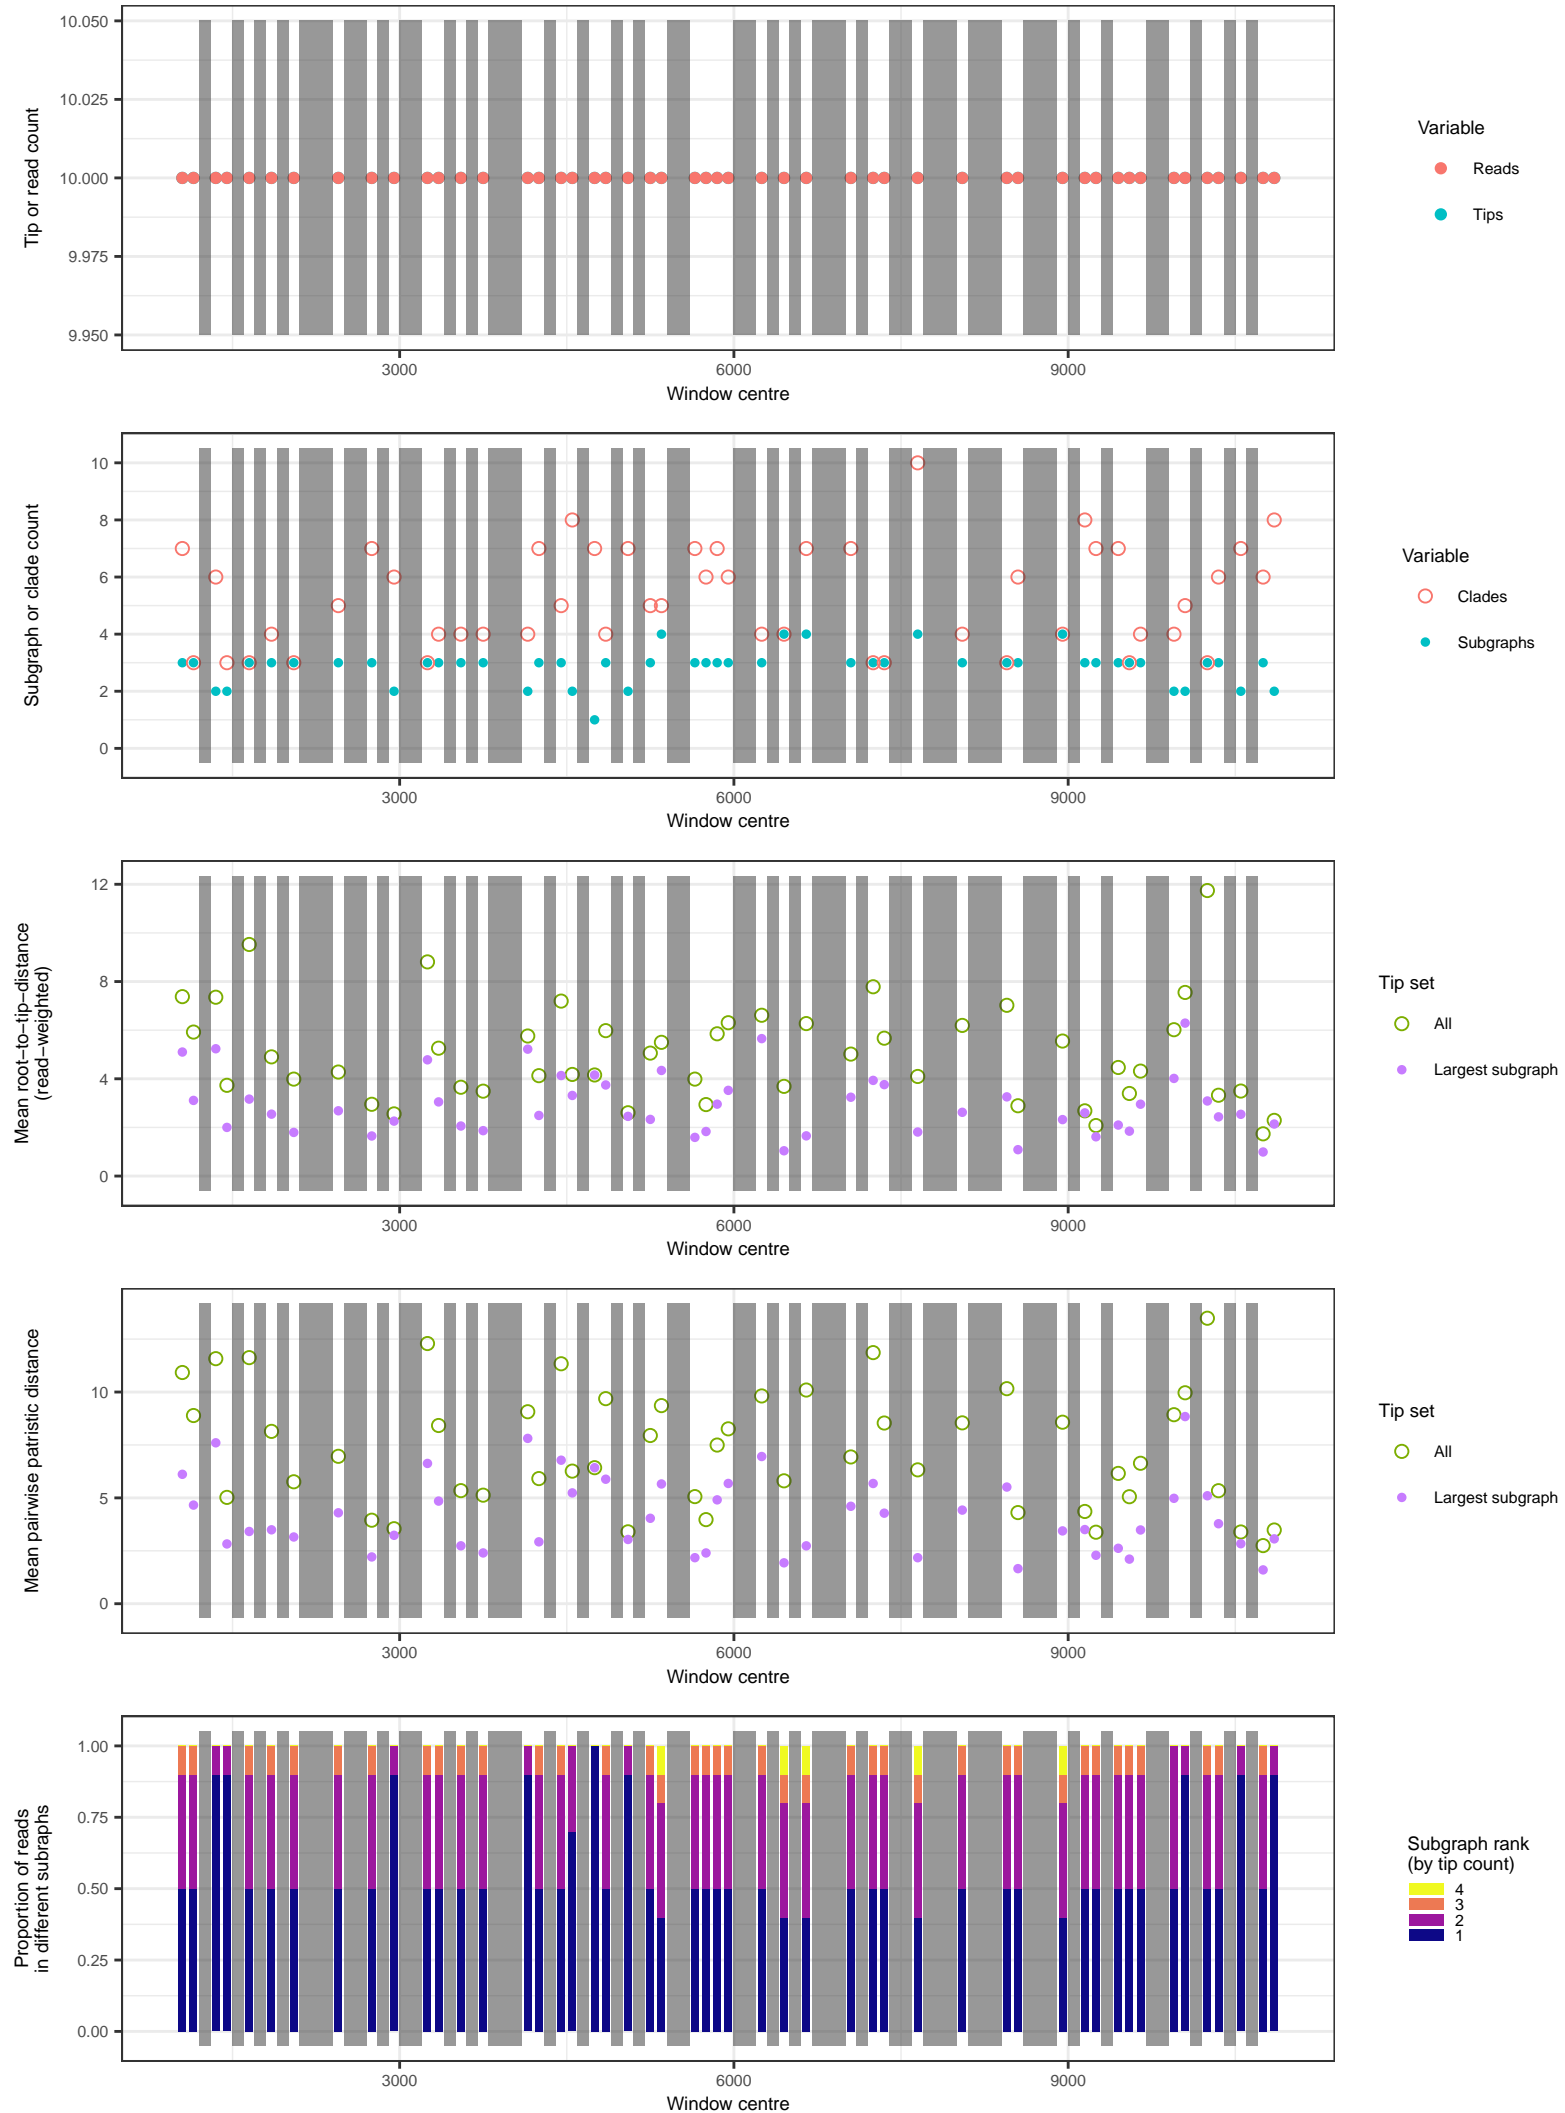 10.050
10.025
10.000
9.975
9.950
Tip or read count
3000
6000
9000
Window centre
Variable
Reads
Tips
10
8
6
4
2
0
Subgraph or clade count
3000
6000
9000
Window centre
Variable
Clades
Subgraphs
12
8
4
0
Mean root−to−tip−distance
(read−weighted)
3000
6000
9000
Window centre
Tip set
All
Largest subgraph
10
5
0
Mean pairwise patristic distance
3000
6000
9000
Window centre
Tip set
All
Largest subgraph
1.00
0.75
0.50
0.25
0.00
Proportion of reads
in different subraphs
3000
6000
9000
Window centre
Subgraph rank
(by tip count)
4
3
2
1